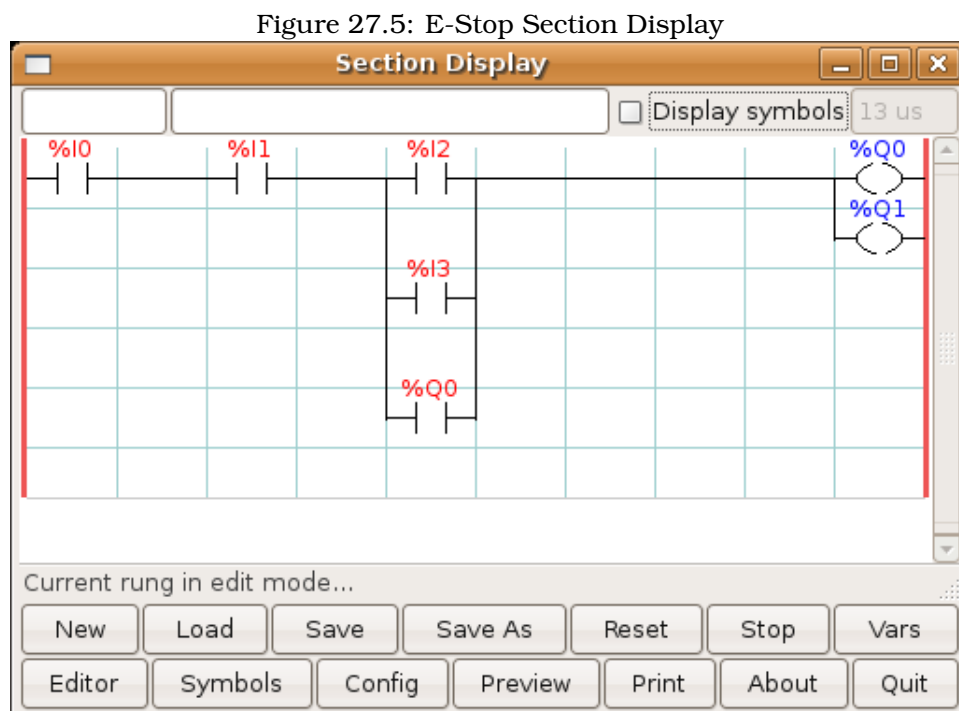 Figure 27.5: E-Stop Section Display
Section Display
Display symbols 13 us
%I0 %I1 %I2 %Q0
%Q1
%I3
%Q0
Current rung in edit mode...
New Load Save Save As Reset Stop Vars
Editor Symbols Config Preview Print About Quit